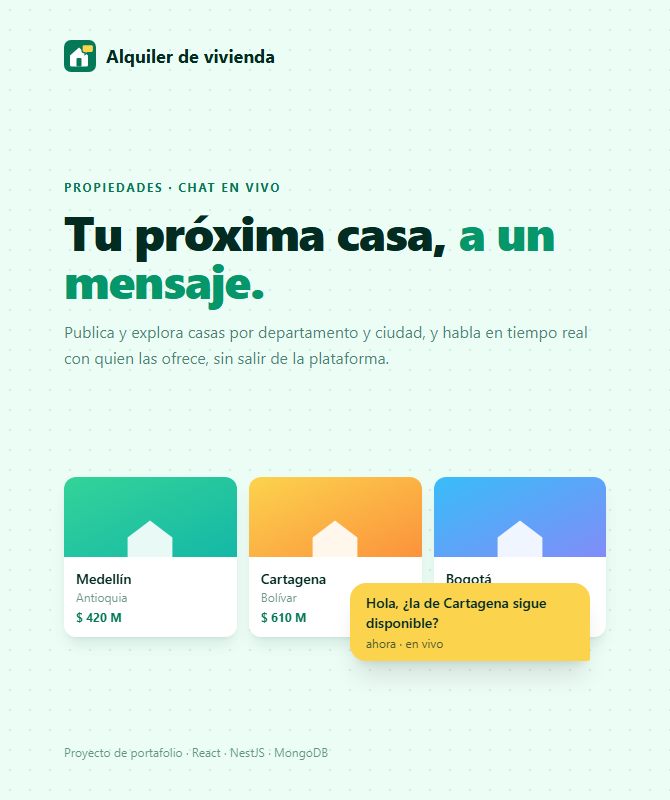 Alquiler de vivienda
PROPIEDADES · CHAT EN VIVO
Tu próxima casa, a un
mensaje.
Publica y explora casas por departamento y ciudad, y habla en tiempo real
con quien las ofrece, sin salir de la plataforma.
Medellín
Antioquia
$ 420 M
Cartagena
Bolívar
$ 610 M
Bogotá
Hola, ¿la de Cartagena sigue
disponible?
ahora · en vivo
Proyecto de portafolio · React · NestJS · MongoDB